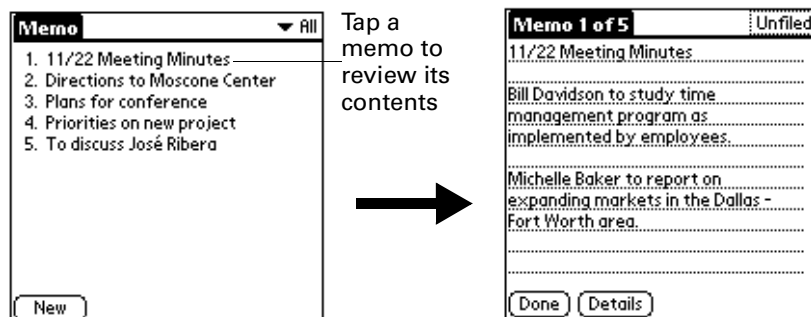 Memo
All
1. 11/22 Meeting Minutes
2. Directions to Moscone Center
3. Plans for conference
4. Priorities on new project
5. To discuss José Ribera
New
Tap a
memo to
review its
contents
Memo 1 of 5
Unfiled
11/22 Meeting Minutes
Bill Davidson to study time
management program as
implemented by employees.
Michelle Baker to report on
expanding markets in the Dallas -
Fort Worth area.
Done
Details